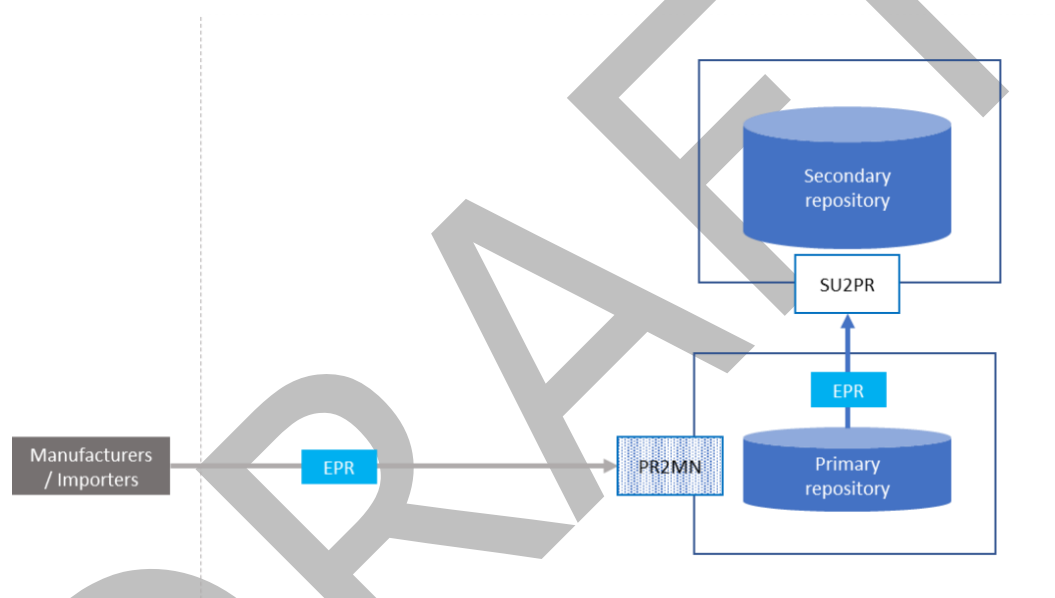 Secondary
repository
SU2PR
EPR
Manufacturers
/ Importers
EPR
PR2MN
Primary
repository
DRAFT